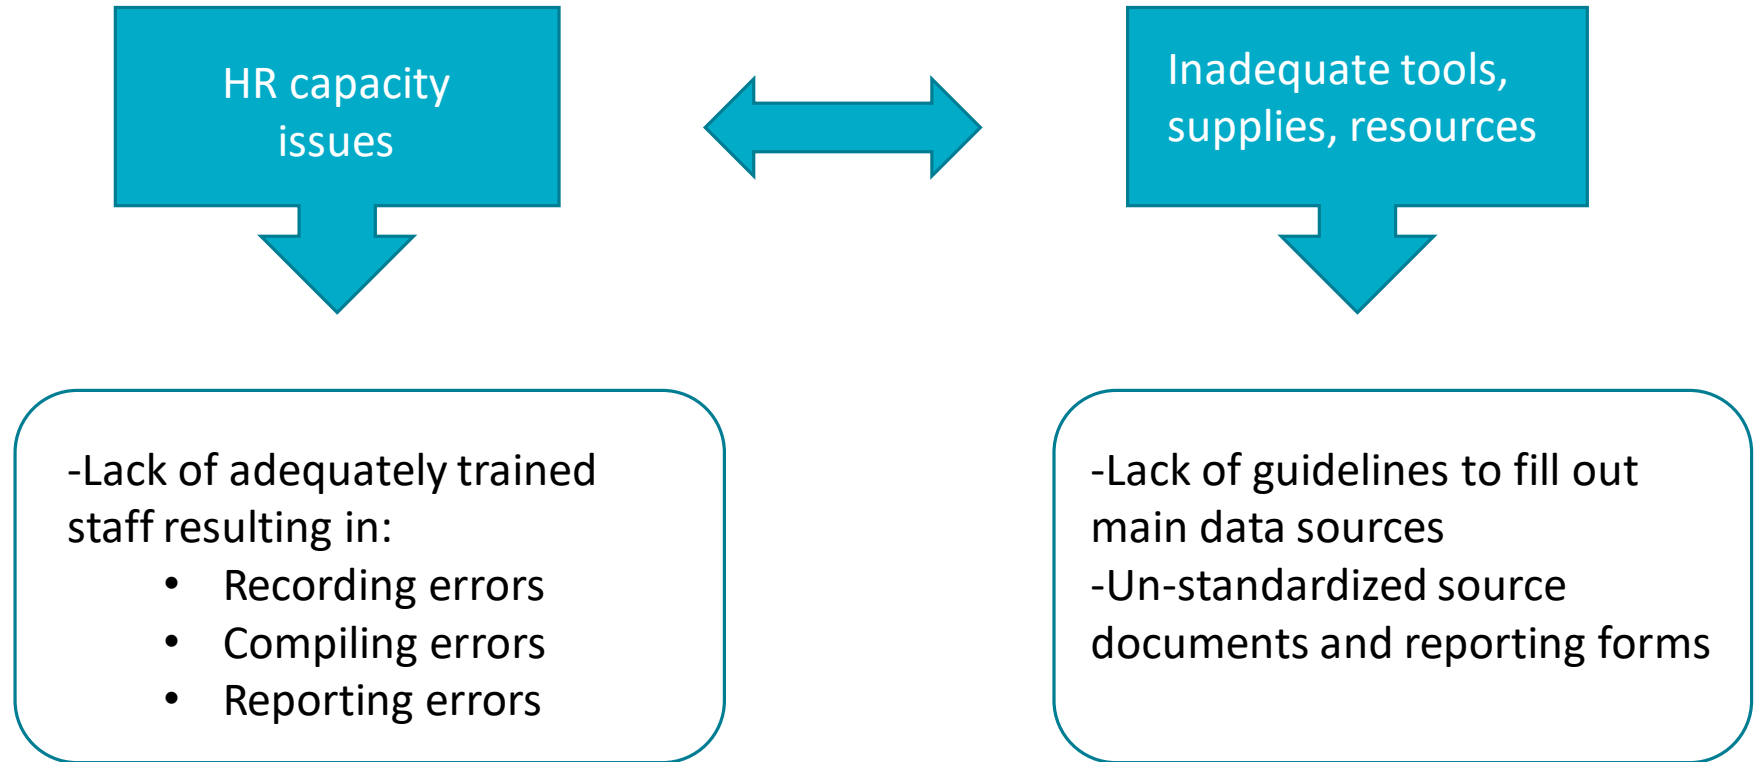 HR capacity
issues
Inadequate tools,
supplies, resources
-Lack of adequately trained
staff resulting in:
• Recording errors
• Compiling errors
• Reporting errors
-Lack of guidelines to fill out
main data sources
-Un-standardized source
documents and reporting forms